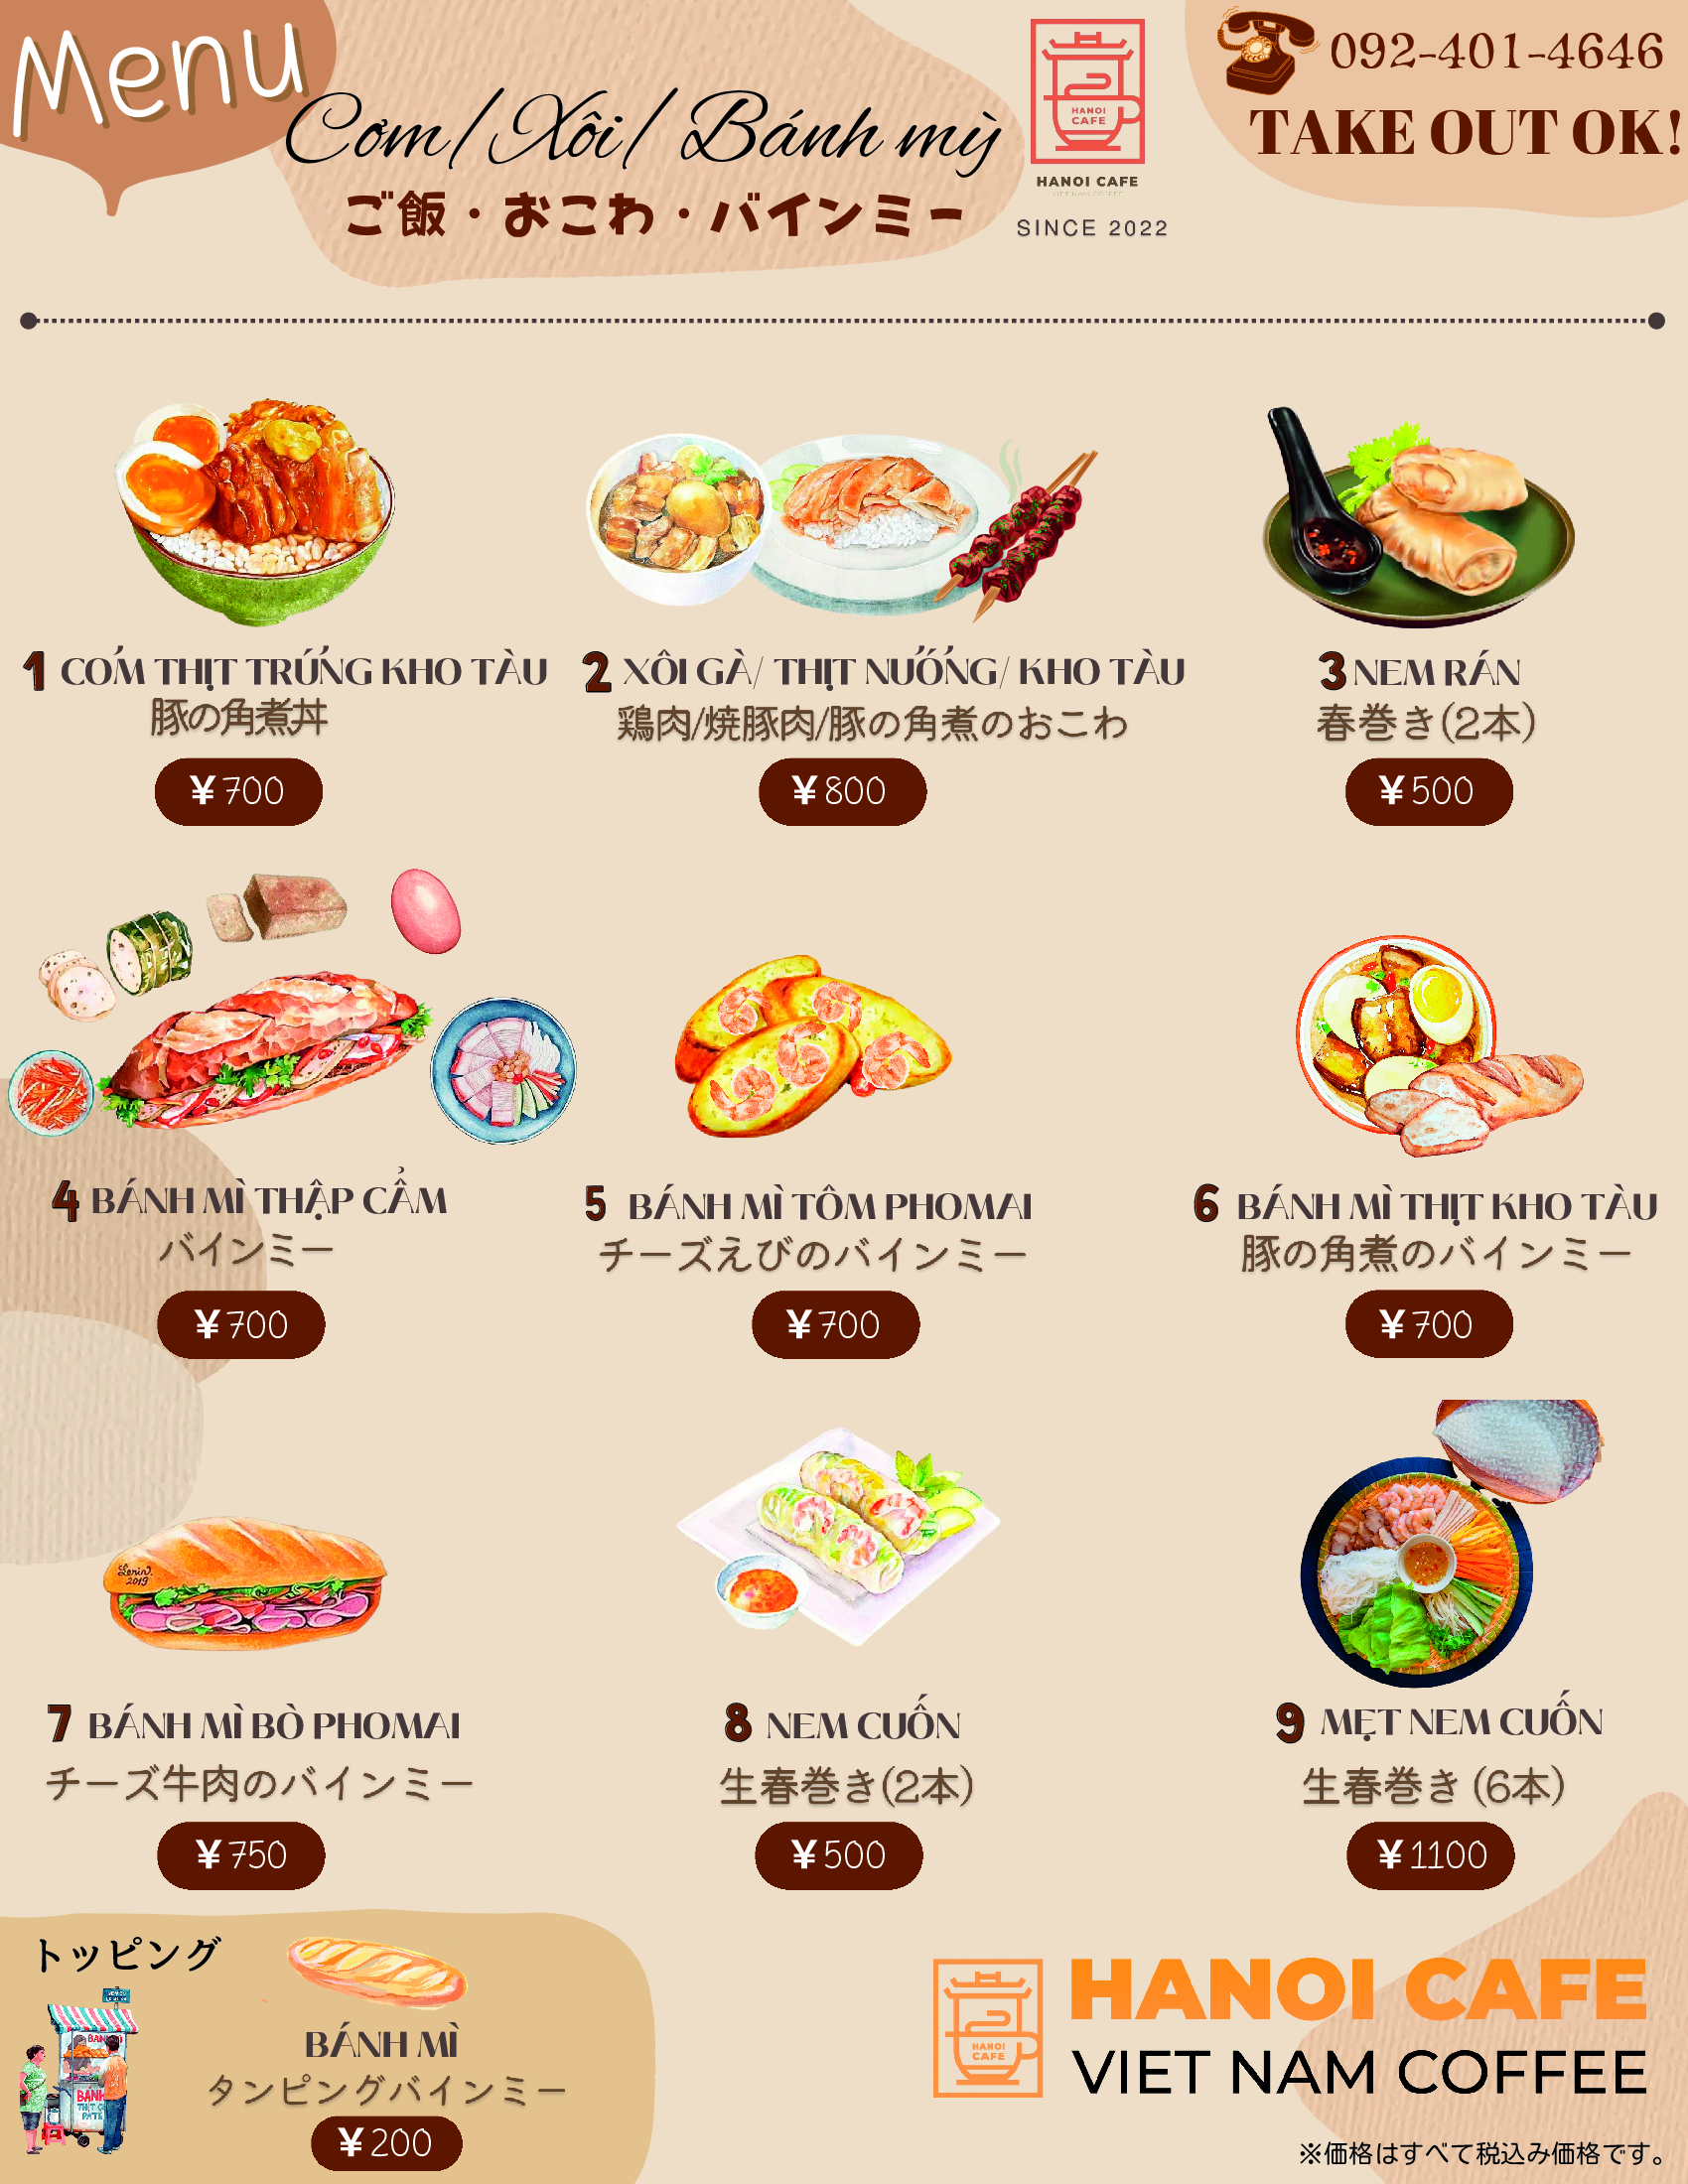 Menu
Cơm/ Xôi/ Bánh mỳ
ご飯・おこわ・バインミー
HANOI
CAFE
HANOI CAFE
VIET NAM COFFEE
SINCE 2022
092-401-4646
TAKE OUT OK!
1 CƠM THỊT TRỨNG KHO TÀU
豚の角煮丼
¥700
2 XÔI GÀ/ THỊT NƯỚNG/ KHO TÀU
鶏肉/焼豚肉/豚の角煮のおこわ
¥800
3 NEM RÁN
春巻き(2本)
¥500
4 BÁNH MÌ THẬP CẨM
バインミー
¥700
5 BÁNH MÌ TÔM PHOMAI
チーズえびのバインミー
¥700
6 BÁNH MÌ THỊT KHO TÀU
豚の角煮のバインミー
¥700
Lenin
2019
7 BÁNH MÌ BÒ PHOMAI
チーズ牛肉のバインミー
¥750
8 NEM CUỐN
生春巻き(2本)
¥500
9 MẸT NEM CUỐN
生春巻き (6本)
¥1100
トッピング
BÁNH MÌ
タンピングバインミー
¥200
HANOI
CAFE
HANOI CAFE
VIET NAM COFFEE
※価格はすべて税込み価格です。